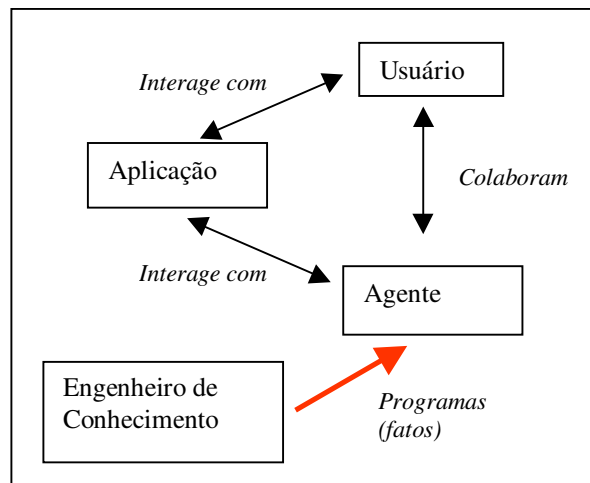 Usuário
Interage com
Aplicação
Colaboram
Interage com
Agente
Engenheiro de
Conhecimento
Programas
(fatos)